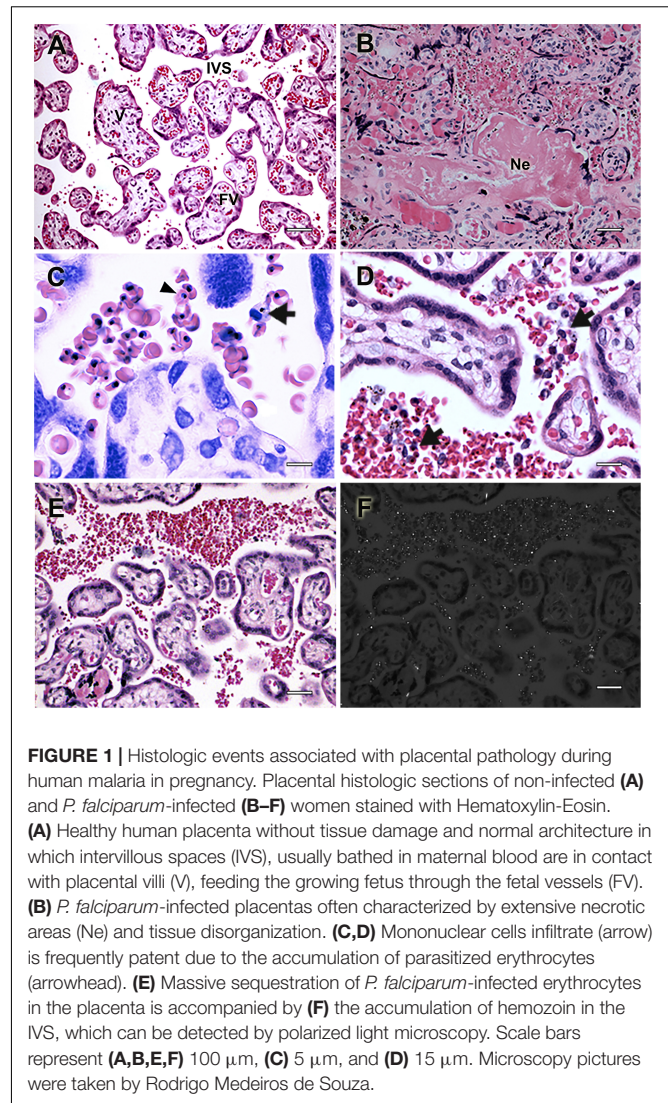 A
IVS
V
FV
B
Ne
C
D
E
F
FIGURE 1 | Histologic events associated with placental pathology during
human malaria in pregnancy. Placental histologic sections of non-infected (A)
and P. falciparum-infected (B–F) women stained with Hematoxylin-Eosin.
(A) Healthy human placenta without tissue damage and normal architecture in
which intervillous spaces (IVS), usually bathed in maternal blood are in contact
with placental villi (V), feeding the growing fetus through the fetal vessels (FV).
(B) P. falciparum-infected placentas often characterized by extensive necrotic
areas (Ne) and tissue disorganization. (C,D) Mononuclear cells infiltrate (arrow)
is frequently patent due to the accumulation of parasitized erythrocytes
(arrowhead). (E) Massive sequestration of P. falciparum-infected erythrocytes
in the placenta is accompanied by (F) the accumulation of hemozoin in the
IVS, which can be detected by polarized light microscopy. Scale bars
represent (A,B,E,F) 100 μm, (C) 5 μm, and (D) 15 μm. Microscopy pictures
were taken by Rodrigo Medeiros de Souza.